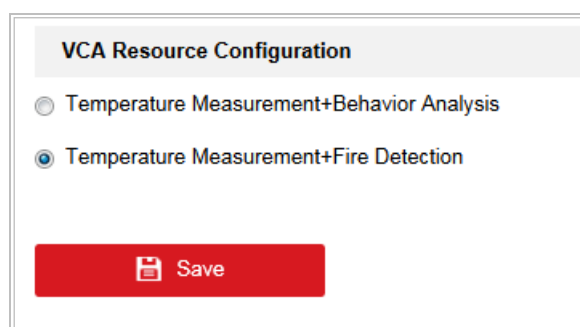 VCA Resource Configuration
Temperature Measurement+Behavior Analysis
Temperature Measurement+Fire Detection
Save